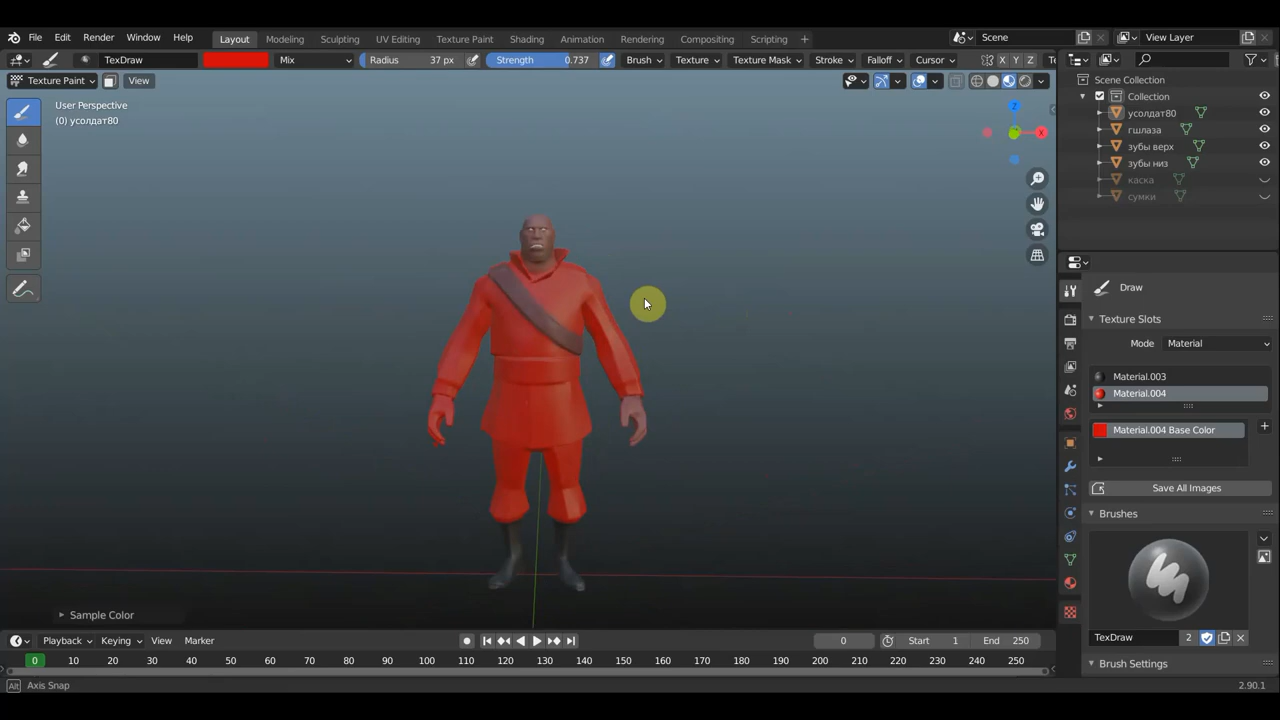 File Edit Render Window Help Layout Modeling Sculpting UV Editing Texture Paint Shading Animation Rendering Compositing Scripting + Scene View Layer
TexDraw Mix Radius 37 px Strength 0.737 Brush Texture Texture Mask Stroke Falloff Cursor X Y Z Te
Texture Paint View
Scene Collection
Collection
усолдат80
гшлаза
зубы верх
зубы низ
каска
сумки
User Perspective
(0) усолдат80
Z
X
Draw
Texture Slots
Mode Material
Material.003
Material.004
Material.004 Base Color
Save All Images
Brushes
TexDraw 2
Brush Settings
Sample Color
Playback Keying View Marker 0 Start 1 End 250
0 10 20 30 40 50 60 70 80 90 100 110 120 130 140 150 160 170 180 190 200 210 220 230 240 250
Alt Axis Snap 2.90.1